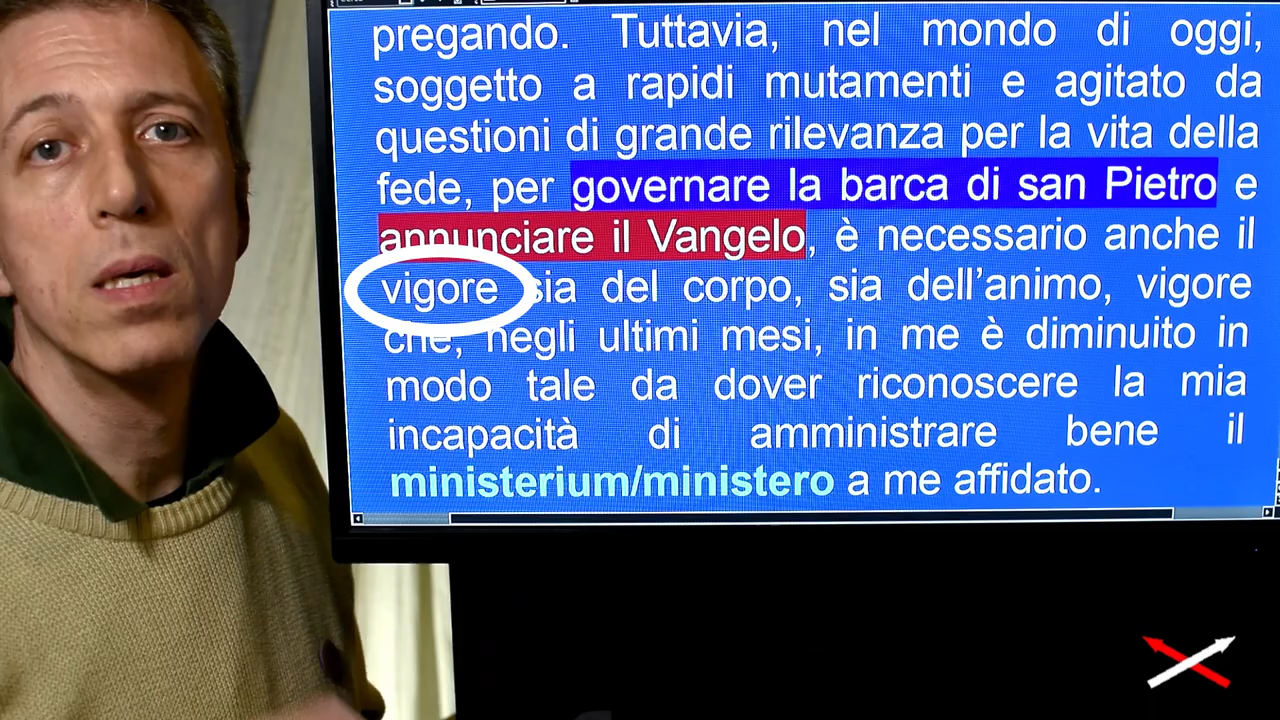 pregando. Tuttavia, nel mondo di oggi,
soggetto a rapidi mutamenti e agitato da
questioni di grande rilevanza per la vita della
fede, per governare la barca di san Pietro e
annunciare il Vangelo, è necessario anche il
vigore sia del corpo, sia dell’animo, vigore
che, negli ultimi mesi, in me è diminuito in
modo tale da dover riconoscere la mia
incapacità di amministrare bene il
ministerium/ministero a me affidato.